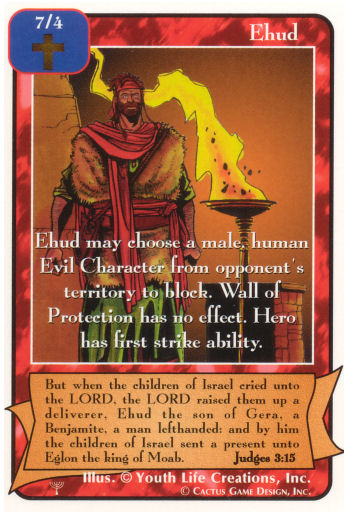 7/4
Ehud
Ehud may choose a male, human
Evil Character from opponent's
territory to block. Wall of
Protection has no effect. Hero
has first strike ability.
But when the children of Israel cried unto
the LORD, the LORD raised them up a
deliverer, Ehud the son of Gera, a
Benjamite, a man lefthanded: and by him
the children of Israel sent a present unto
Eglon the king of Moab. Judges 3:15
Illus. © Youth Life Creations, Inc.
© Cactus Game Design, Inc.